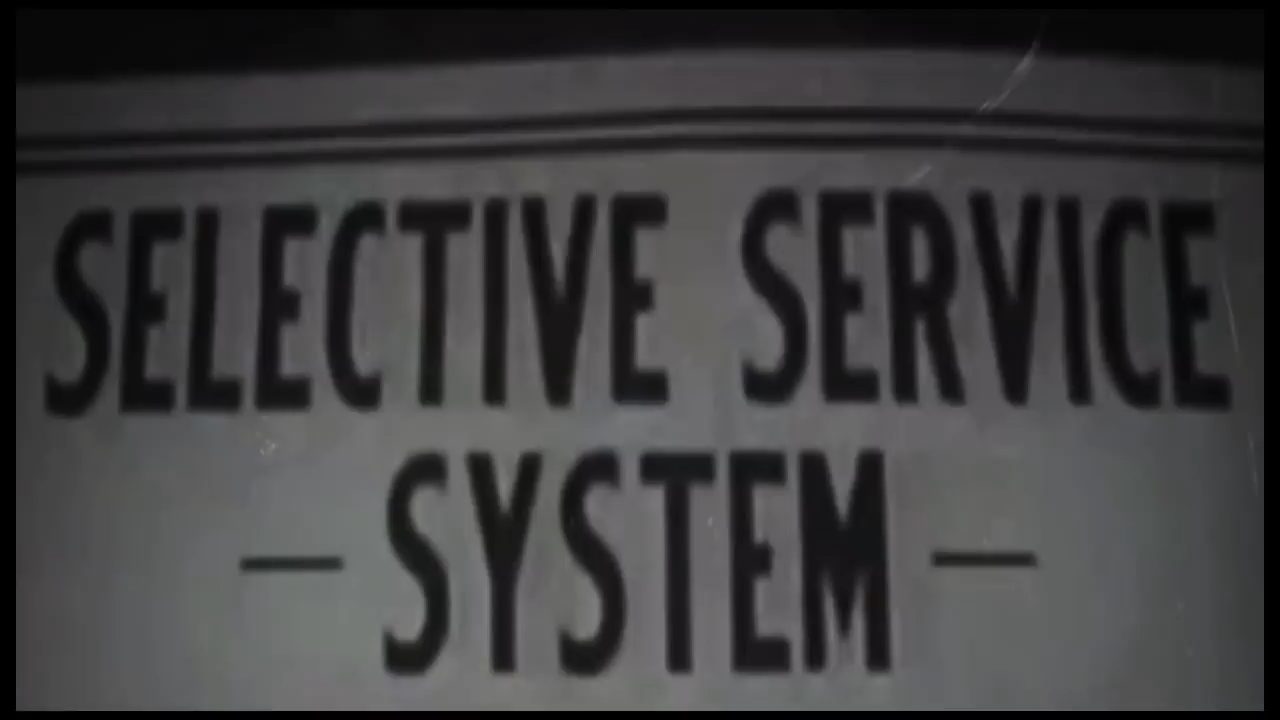 SELECTIVE SERVICE
— SYSTEM —